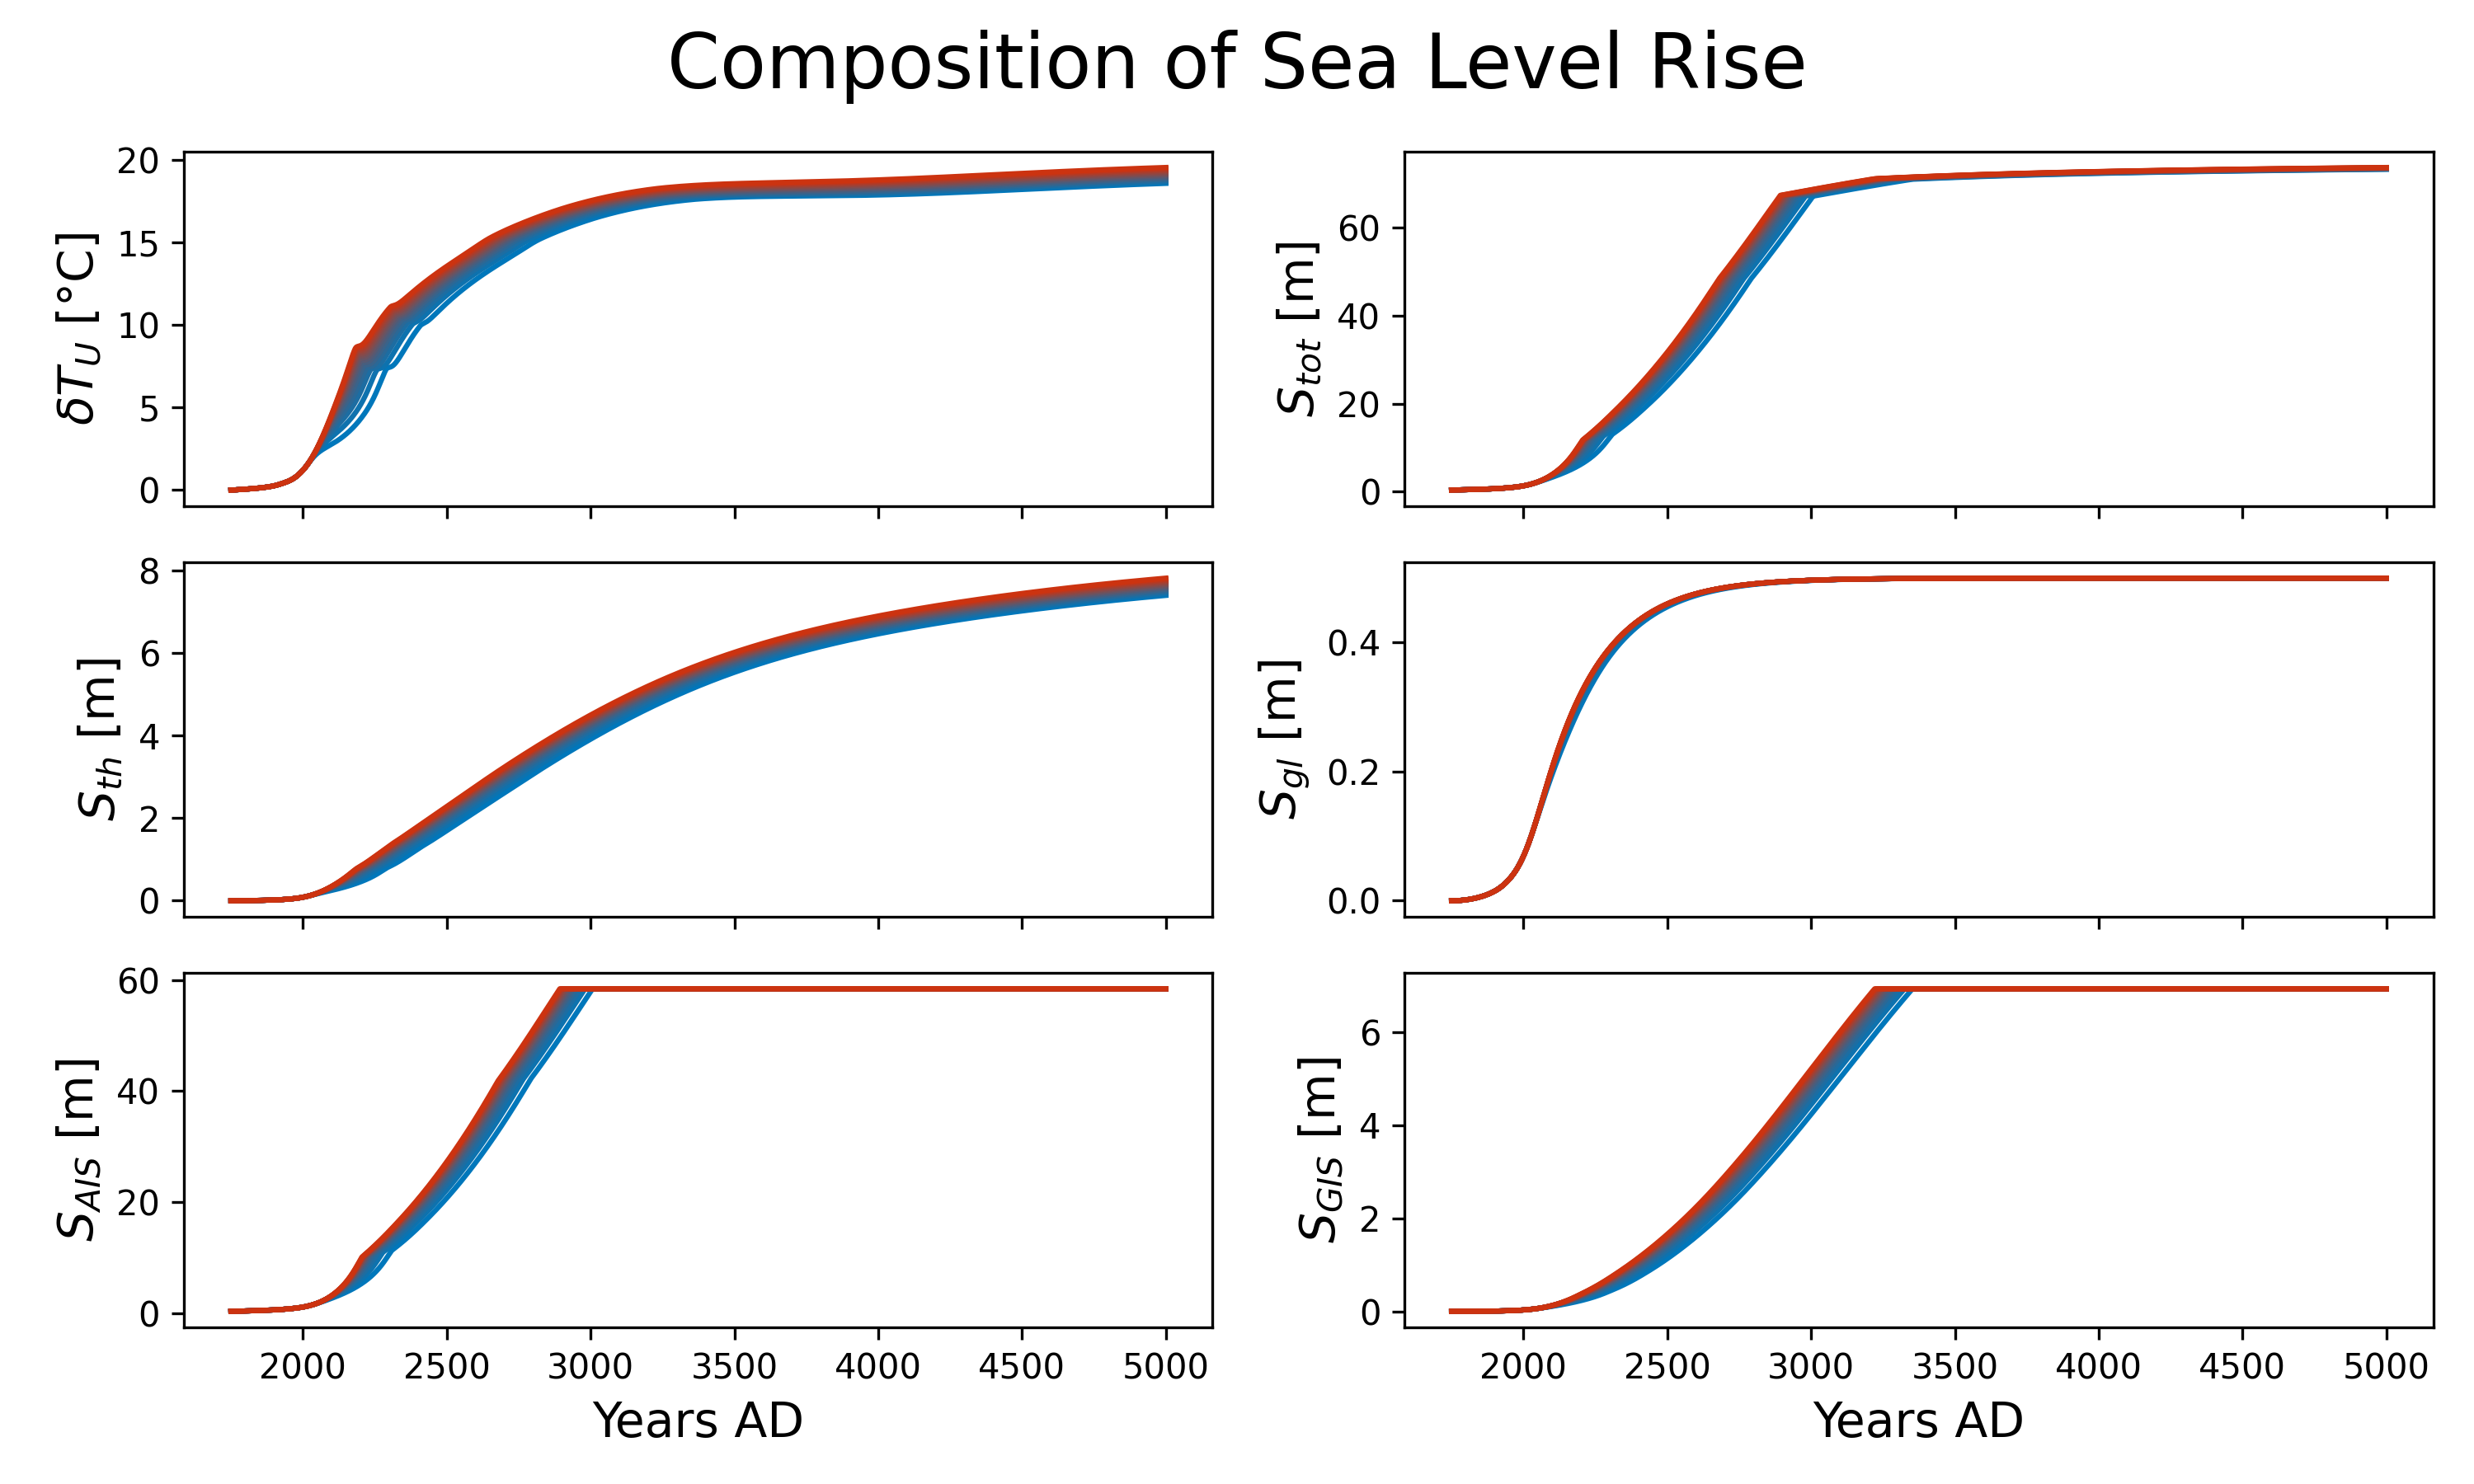 Composition of Sea Level Rise
δT_U [°C]
20
15
10
5
0
S_tot [m]
60
40
20
0
S_th [m]
8
6
4
2
0
S_gl [m]
0.4
0.2
0.0
S_AIS [m]
60
40
20
0
2000 2500 3000 3500 4000 4500 5000
Years AD
S_GIS [m]
6
4
2
0
2000 2500 3000 3500 4000 4500 5000
Years AD